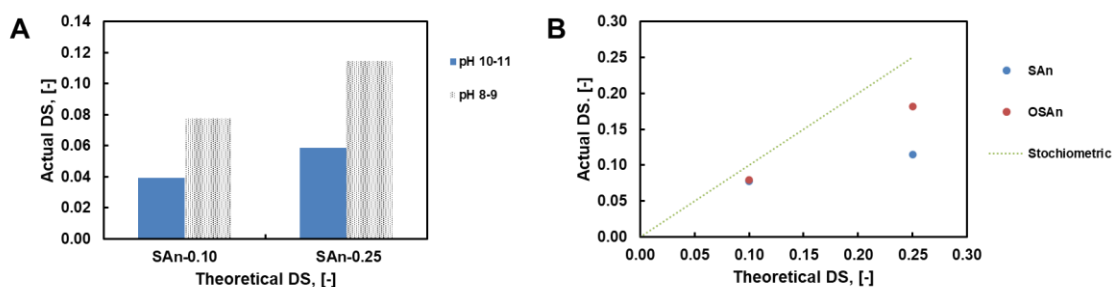 A
Actual DS, [-]
0.14
0.12
0.10
0.08
0.06
0.04
0.02
0.00
SAn-0.10
SAn-0.25
Theoretical DS, [-]
pH 10-11
pH 8-9
B
Actual DS. [-]
0.30
0.25
0.20
0.15
0.10
0.05
0.00
0.00 0.05 0.10 0.15 0.20 0.25 0.30
Theoretical DS, [-]
SAn
OSAn
Stochiometric